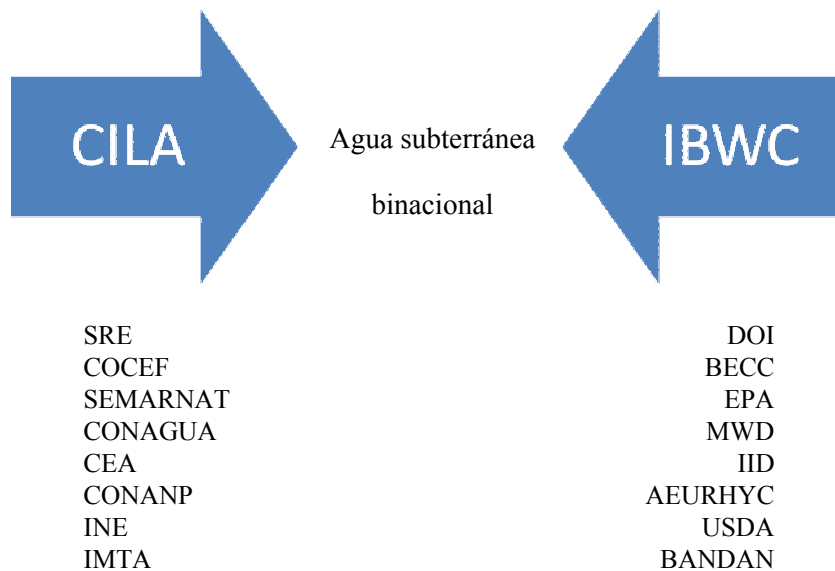 CILA
Agua subterránea
binacional
IBWC
SRE
COCEF
SEMARNAT
CONAGUA
CEA
CONANP
INE
IMTA
DOI
BECC
EPA
MWD
IID
AEURHYC
USDA
BANDAN